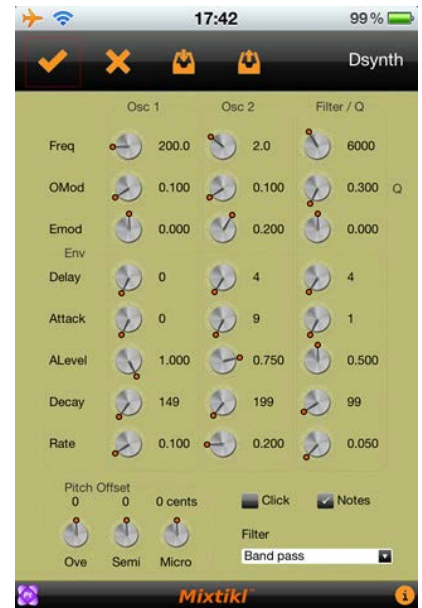 17:42 99 %
Dsynth
Osc 1 Osc 2 Filter / Q
Freq 200.0 2.0 6000
OMod 0.100 0.100 0.300 Q
Emod 0.000 0.200 0.000
Env
Delay 0 4 4
Attack 0 9 1
ALevel 1.000 0.750 0.500
Decay 149 199 99
Rate 0.100 0.200 0.050
Pitch Offset
0 0 0 cents Click Notes
Filter
Ove Semi Micro Band pass
Pt Mixtikl™ i